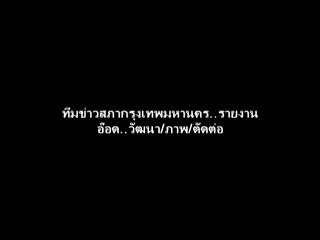 ทีมข่าวสภากรุงเทพมหานคร..รายงาน
อ๊อด..วัฒนา/ภาพ/ตัดต่อ